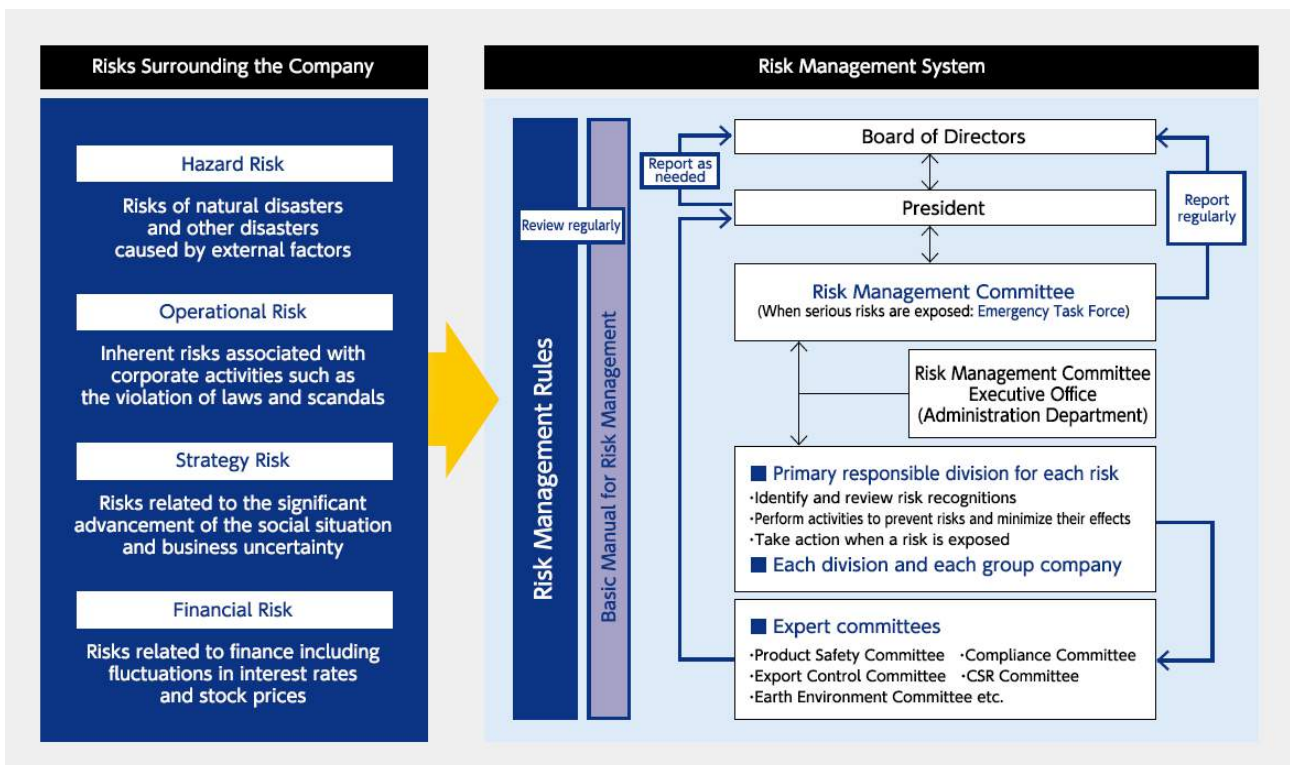 Risks Surrounding the Company
Hazard Risk
Risks of natural disasters
and other disasters
caused by external factors
Operational Risk
Inherent risks associated with
corporate activities such as
the violation of laws and scandals
Strategy Risk
Risks related to the significant
advancement of the social situation
and business uncertainty
Financial Risk
Risks related to finance including
fluctuations in interest rates
and stock prices
Risk Management System
Risk Management Rules
Basic Manual for Risk Management
Review regularly
Report as
needed
Board of Directors
President
Report
regularly
Risk Management Committee
(When serious risks are exposed: Emergency Task Force)
Risk Management Committee
Executive Office
(Administration Department)
■ Primary responsible division for each risk
·Identify and review risk recognitions
·Perform activities to prevent risks and minimize their effects
·Take action when a risk is exposed
■ Each division and each group company
■ Expert committees
·Product Safety Committee ·Compliance Committee
·Export Control Committee ·CSR Committee
·Earth Environment Committee etc.